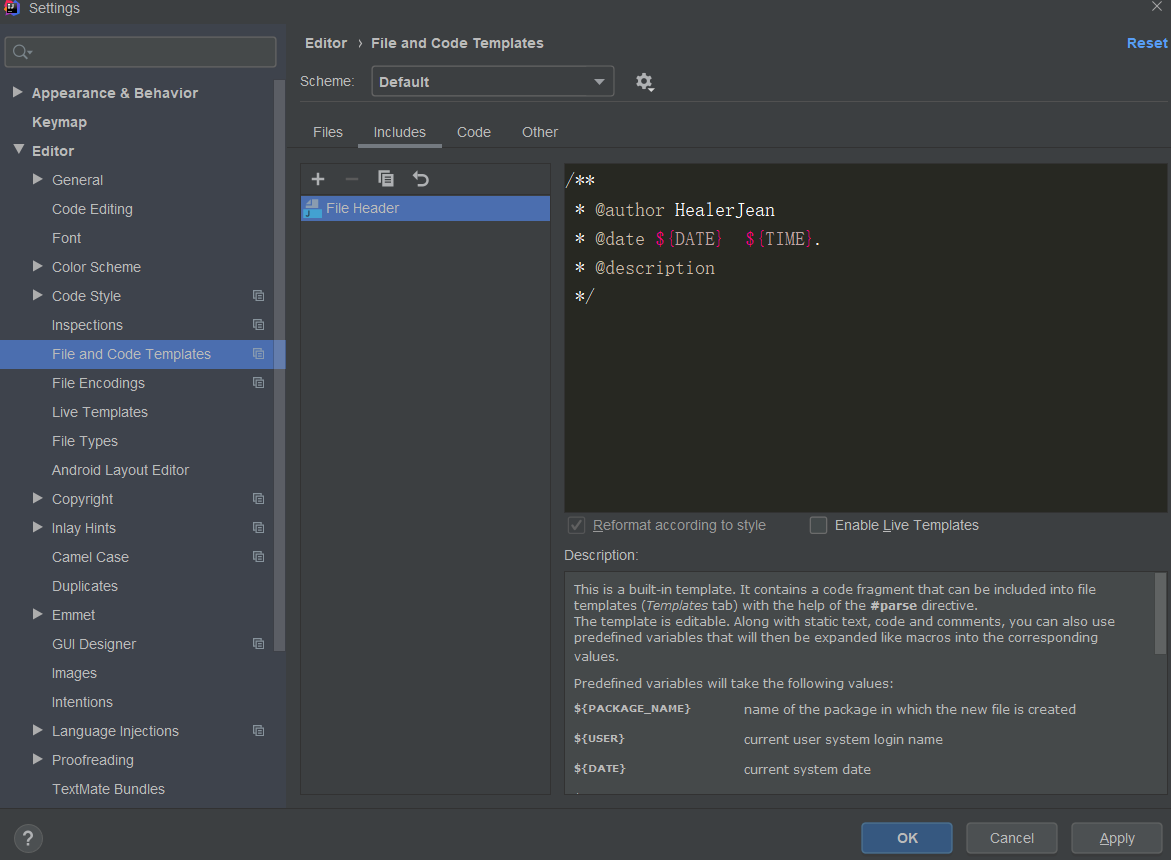 Settings
Editor › File and Code Templates
Reset
Scheme:
Default
Appearance & Behavior
Keymap
Editor
General
Code Editing
Font
Color Scheme
Code Style
Inspections
File and Code Templates
File Encodings
Live Templates
File Types
Android Layout Editor
Copyright
Inlay Hints
Camel Case
Duplicates
Emmet
GUI Designer
Images
Intentions
Language Injections
Proofreading
TextMate Bundles
Files Includes Code Other
File Header
/**
* @author HealerJean
* @date ${DATE}  ${TIME}.
* @description
*/
Reformat according to style
Enable Live Templates
Description:
This is a built-in template. It contains a code fragment that can be included into file
templates (Templates tab) with the help of the #parse directive.
The template is editable. Along with static text, code and comments, you can also use
predefined variables that will then be expanded like macros into the corresponding
values.
Predefined variables will take the following values:
${PACKAGE_NAME} name of the package in which the new file is created
${USER} current user system login name
${DATE} current system date
?
OK
Cancel
Apply